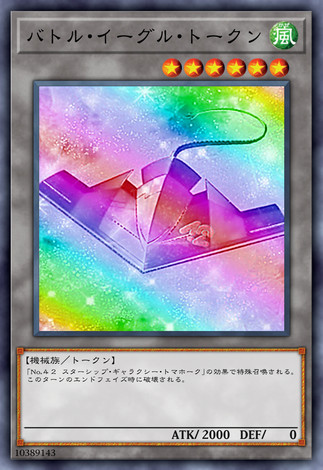 バトル・イーグル・トークン
風
【機械族／トークン】
「No.42 スターシップ・ギャラクシー・トマホーク」の効果で特殊召喚される。
このターンのエンドフェイズ時に破壊される。
ATK/ 2000 DEF/ 0
10389143